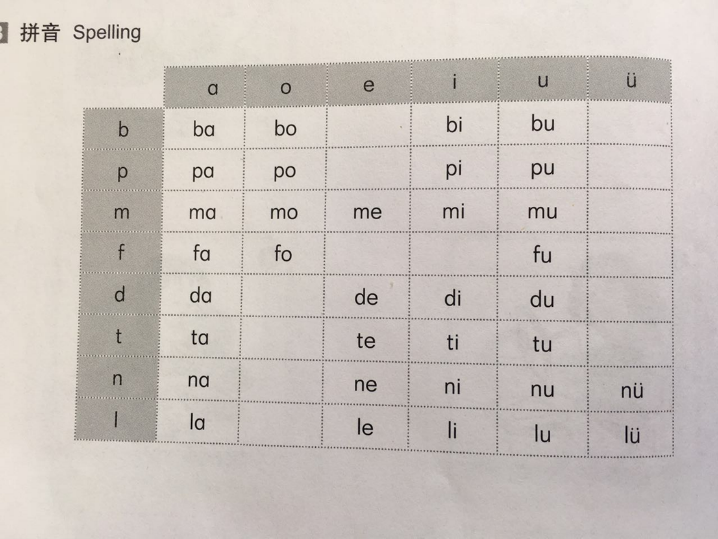 3 拼音 Spelling
a o e i u ü
b ba bo bi bu
p pa po pi pu
m ma mo me mi mu
f fa fo fu
d da de di du
t ta te ti tu
n na ne ni nu nü
l la le li lu lü